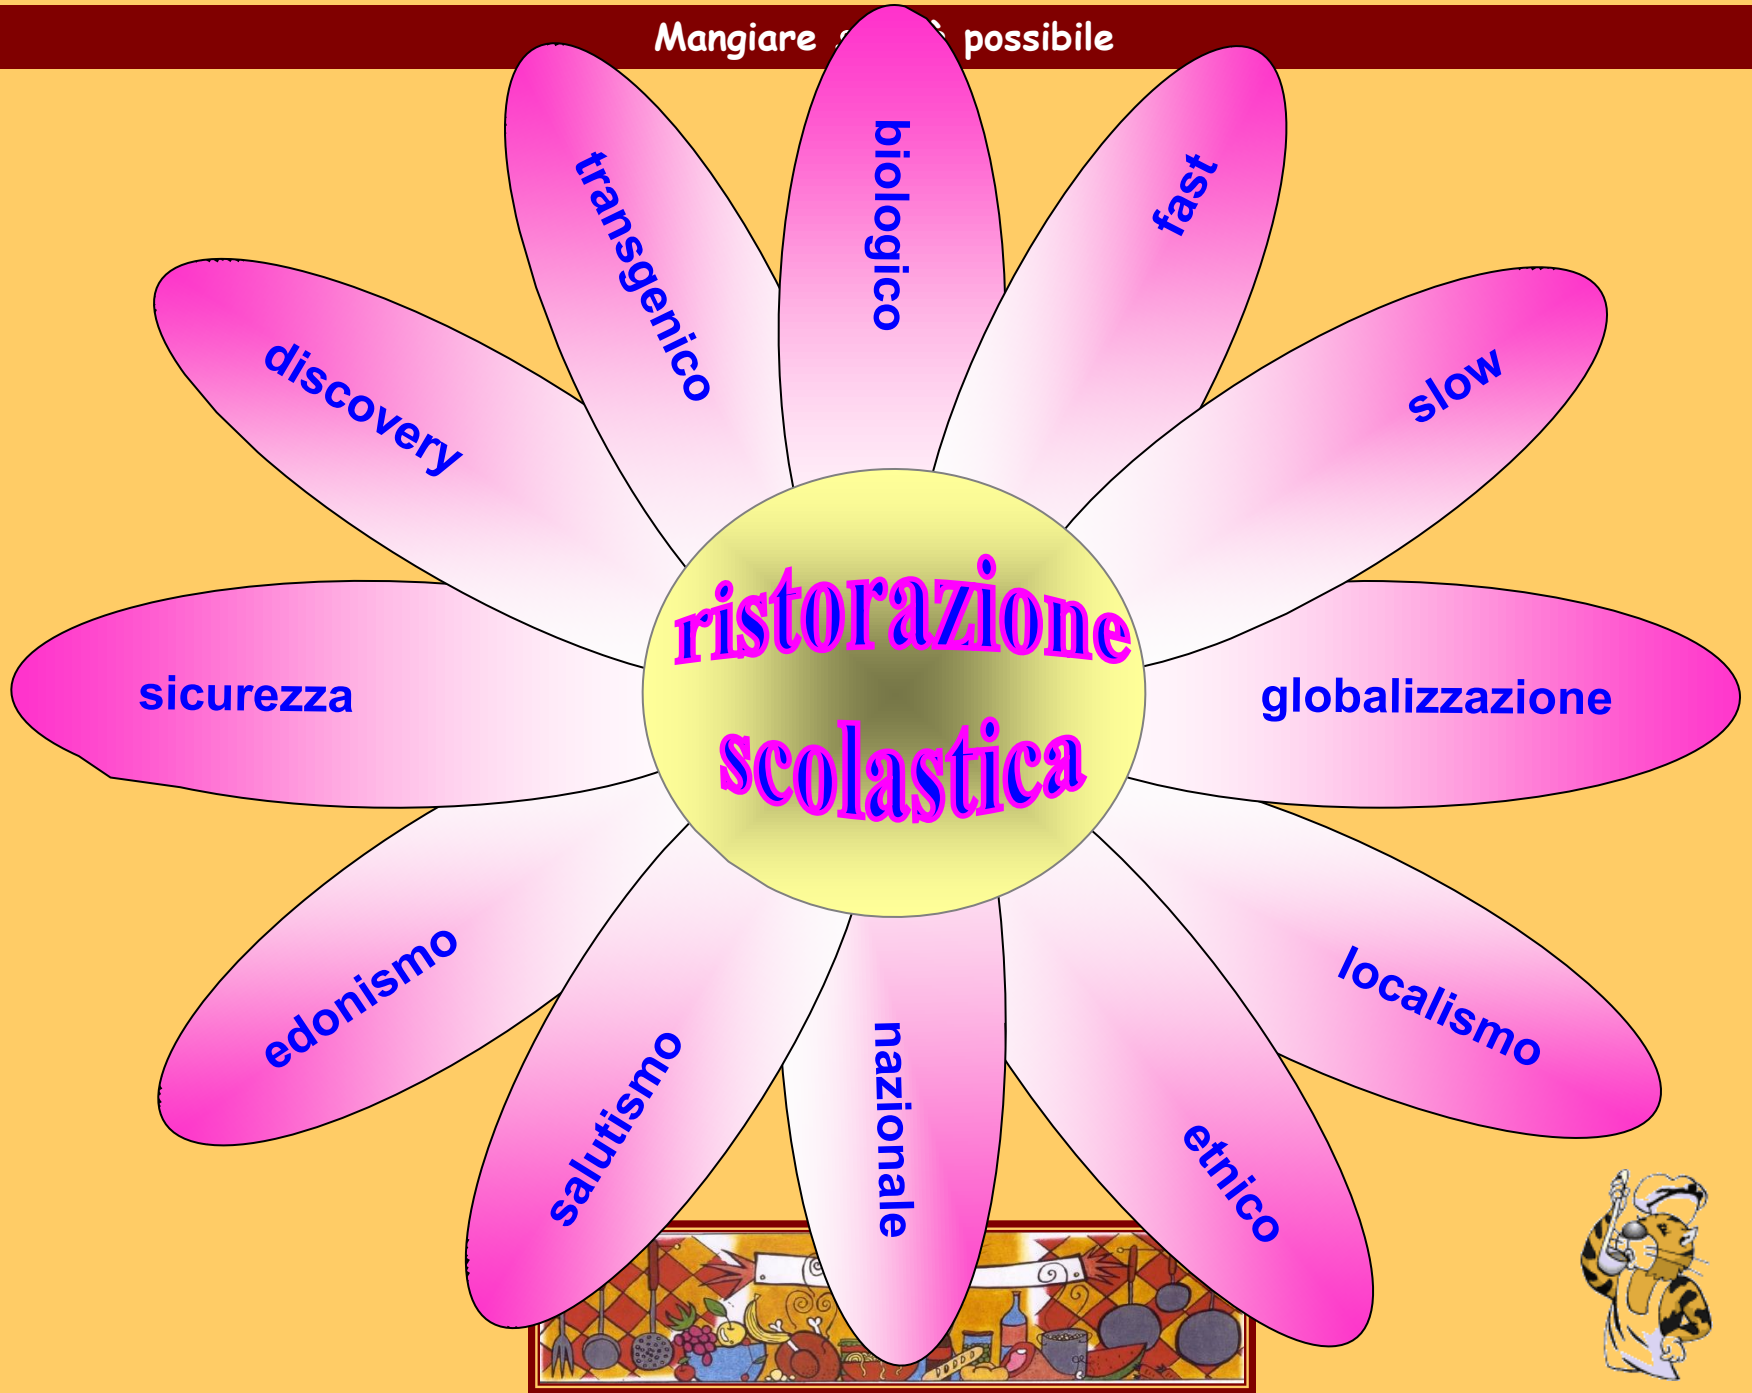 Mangiare possibile
biologico
fast
slow
globalizzazione
localismo
etnico
nazionale
salutismo
edonismo
sicurezza
discovery
transgenico
ristorazione
scolastica